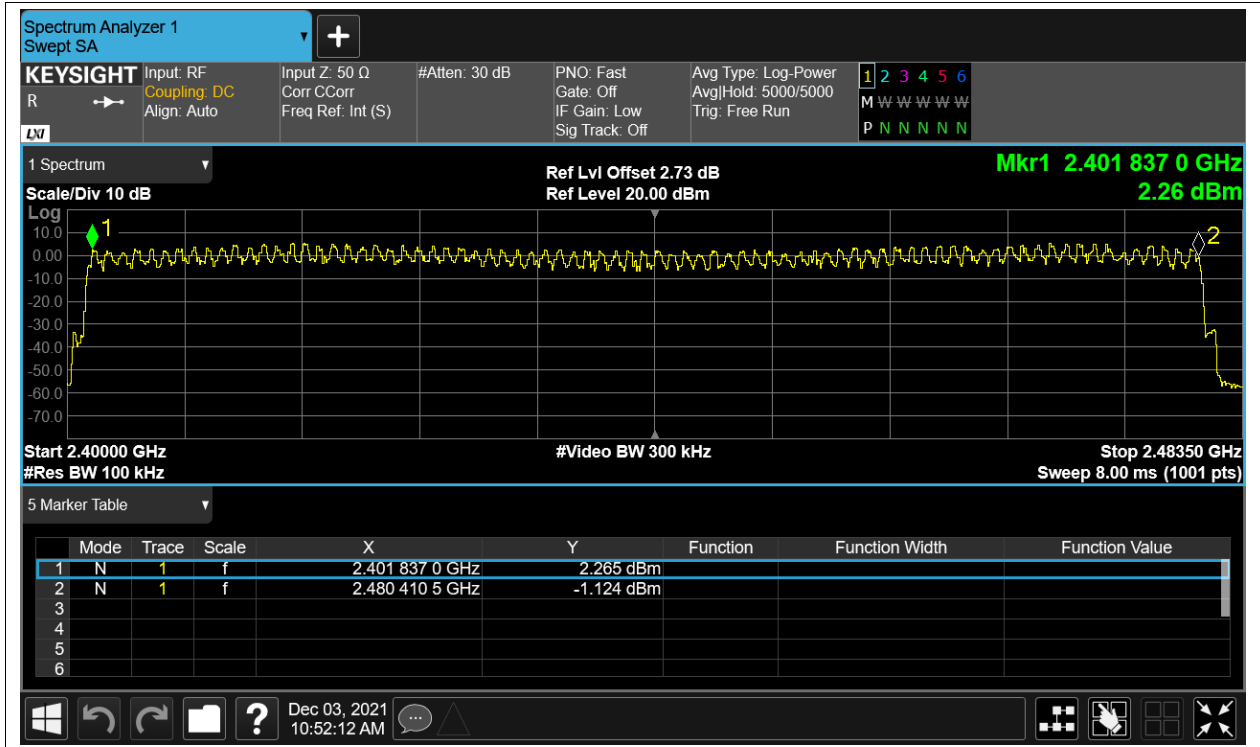 Spectrum Analyzer 1
Swept SA
+
KEYSIGHT Input: RF Input Z: 50 Ω #Atten: 30 dB PNO: Fast Avg Type: Log-Power 1 2 3 4 5 6
R Coupling: DC Corr CCorr Gate: Off Avg|Hold: 5000/5000 M W W W W W W
Align: Auto Freq Ref: Int (S) IF Gain: Low Trig: Free Run
LXI Sig Track: Off P N N N N N N
1 Spectrum Ref Lvl Offset 2.73 dB Mkr1 2.401 837 0 GHz
Scale/Div 10 dB Ref Level 20.00 dBm 2.26 dBm
Log
1
2
10.0
0.00
-10.0
-20.0
-30.0
-40.0
-50.0
-60.0
-70.0
Start 2.40000 GHz #Video BW 300 kHz Stop 2.48350 GHz
#Res BW 100 kHz Sweep 8.00 ms (1001 pts)
5 Marker Table
Mode Trace Scale X Y Function Function Width Function Value
1 N 1 f 2.401 837 0 GHz 2.265 dBm
2 N 1 f 2.480 410 5 GHz -1.124 dBm
3
4
5
6
? Dec 03, 2021
10:52:12 AM